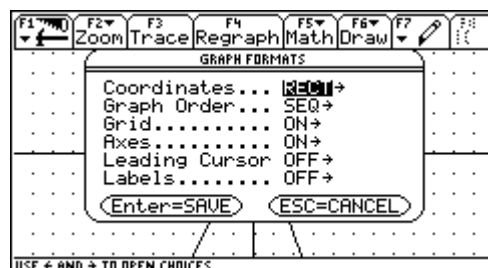 F1 F2 F3 F4 F5 F6 F7
Zoom Trace Regraph Math Draw
GRAPH FORMATS
Coordinates... RECT→
Graph Order... SEQ→
Grid.......... ON→
Axes.......... ON→
Leading Cursor OFF→
Labels........ OFF→
Enter=SAVE ESC=CANCEL
USE ← AND → TO OPEN CHOICES